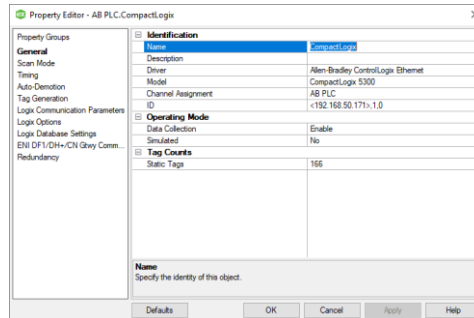 Property Editor - AB PLC.CompactLogix
Property Groups
General
Scan Mode
Timing
Auto-Demotion
Tag Generation
Logix Communication Parameters
Logix Options
Logix Database Settings
ENI DF1/DH+/CN Gtwy Comm...
Redundancy
Identification
Name CompactLogix
Description
Driver Allen-Bradley ControlLogix Ethernet
Model CompactLogix 5300
Channel Assignment AB PLC
ID <192.168.50.171>,1,0
Operating Mode
Data Collection Enable
Simulated No
Tag Counts
Static Tags 166
Name
Specify the identity of this object.
Defaults OK Cancel Apply Help